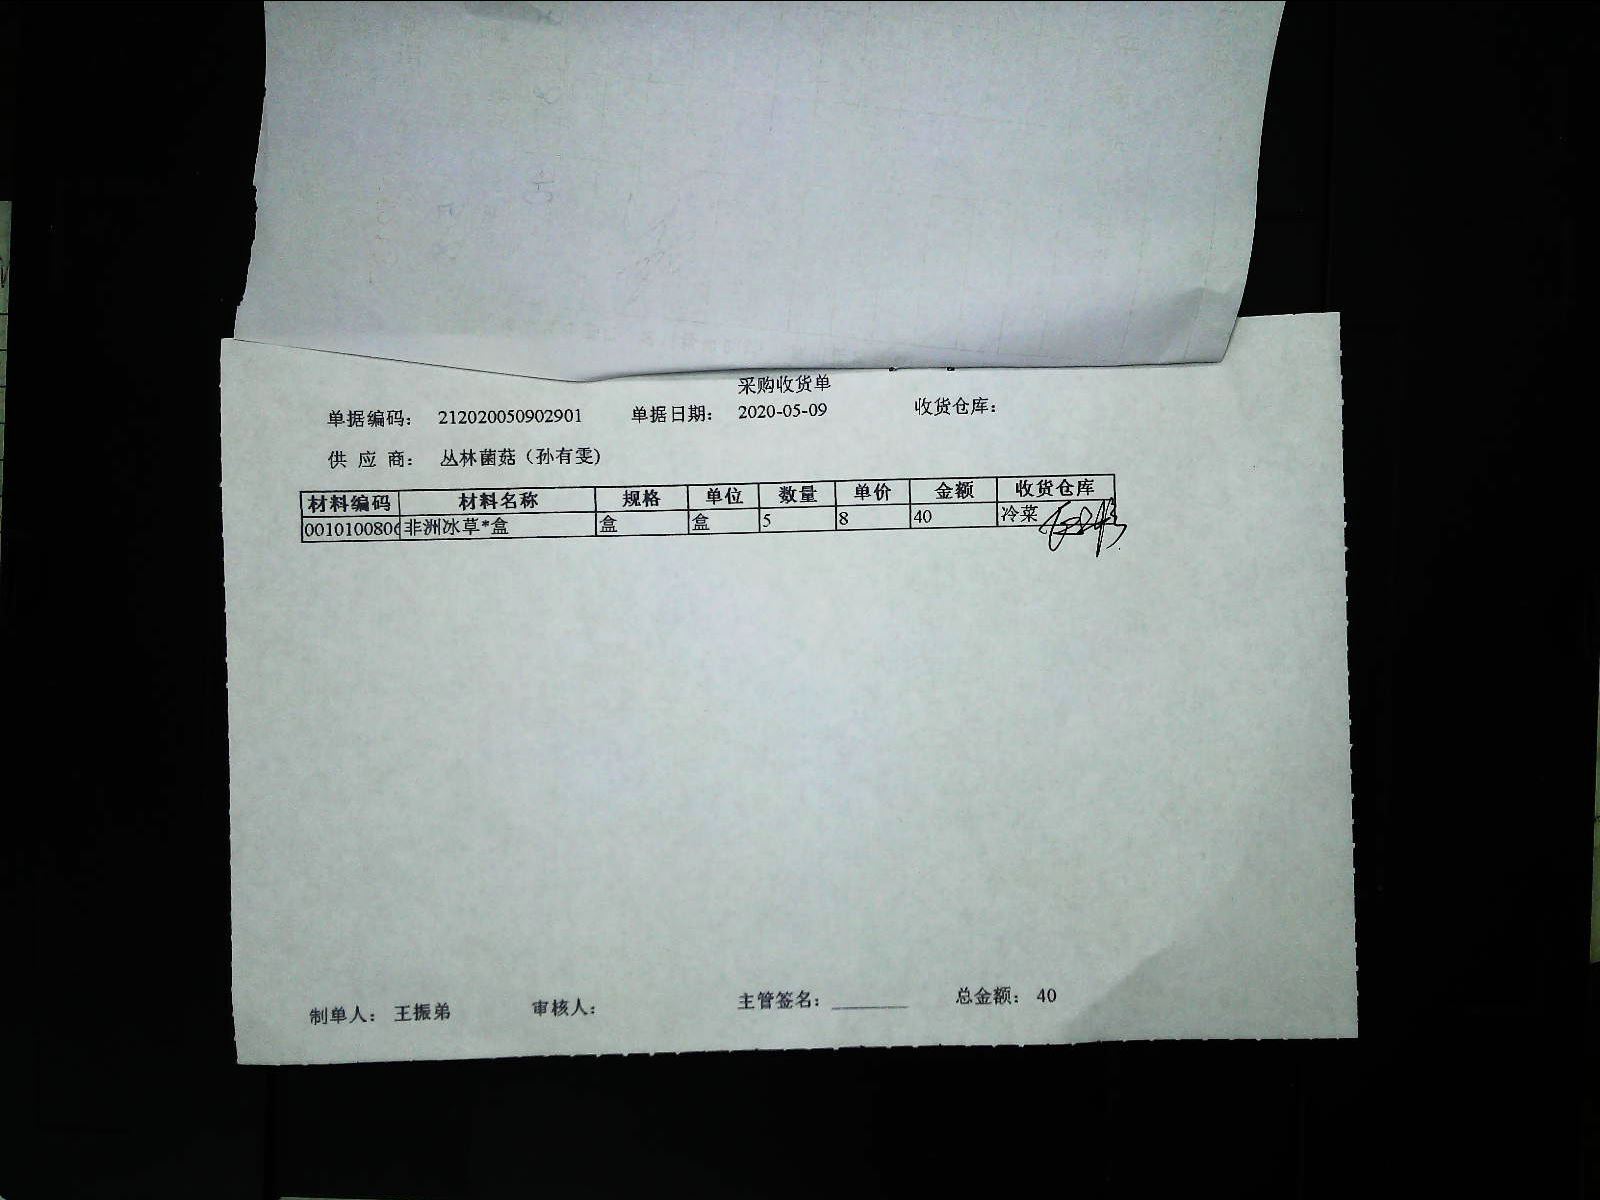 采购收货单
单据编码： 212020050902901 单据日期： 2020-05-09 收货仓库：
供 应 商： 丛林菌菇（孙有雯)
材料编码 材料名称 规格 单位 数量 单价 金额 收货仓库
0010100806 非洲冰草*盒 盒 盒 5 8 40 冷菜
制单人： 王振弟 审核人： 主管签名： ________ 总金额： 40